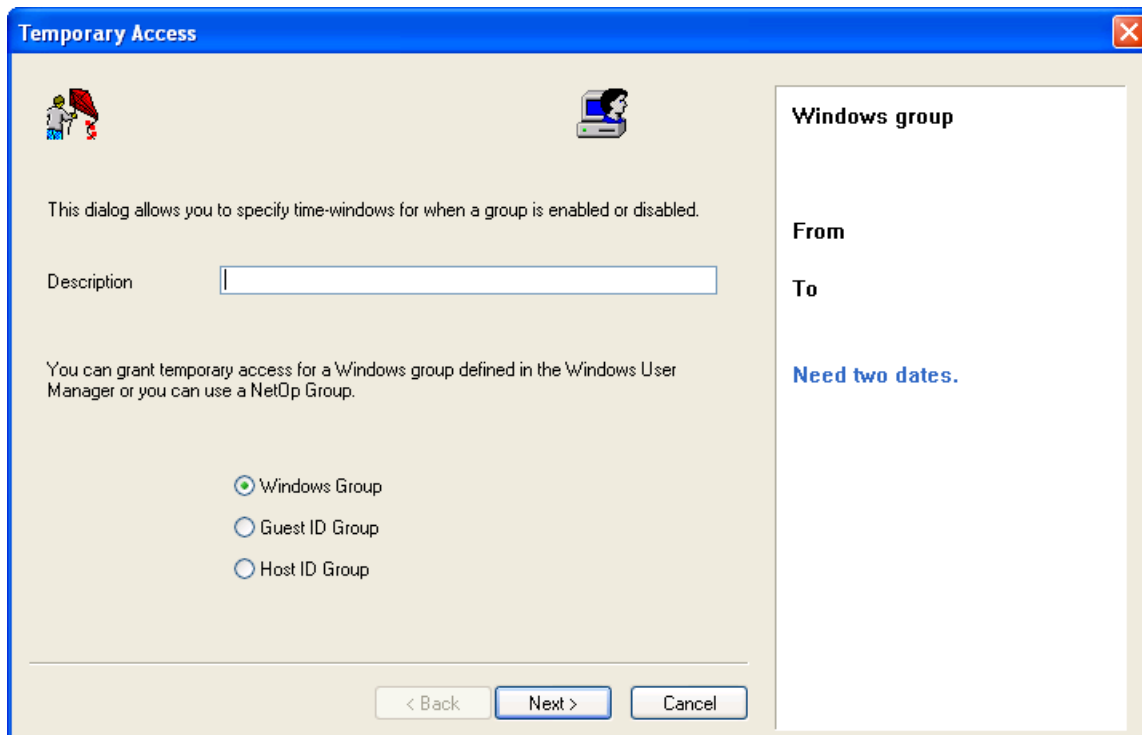 Temporary Access
This dialog allows you to specify time-windows for when a group is enabled or disabled.
Description
You can grant temporary access for a Windows group defined in the Windows User
Manager or you can use a NetOp Group.
Windows Group
Guest ID Group
Host ID Group
< Back
Next >
Cancel
Windows group
From
To
Need two dates.